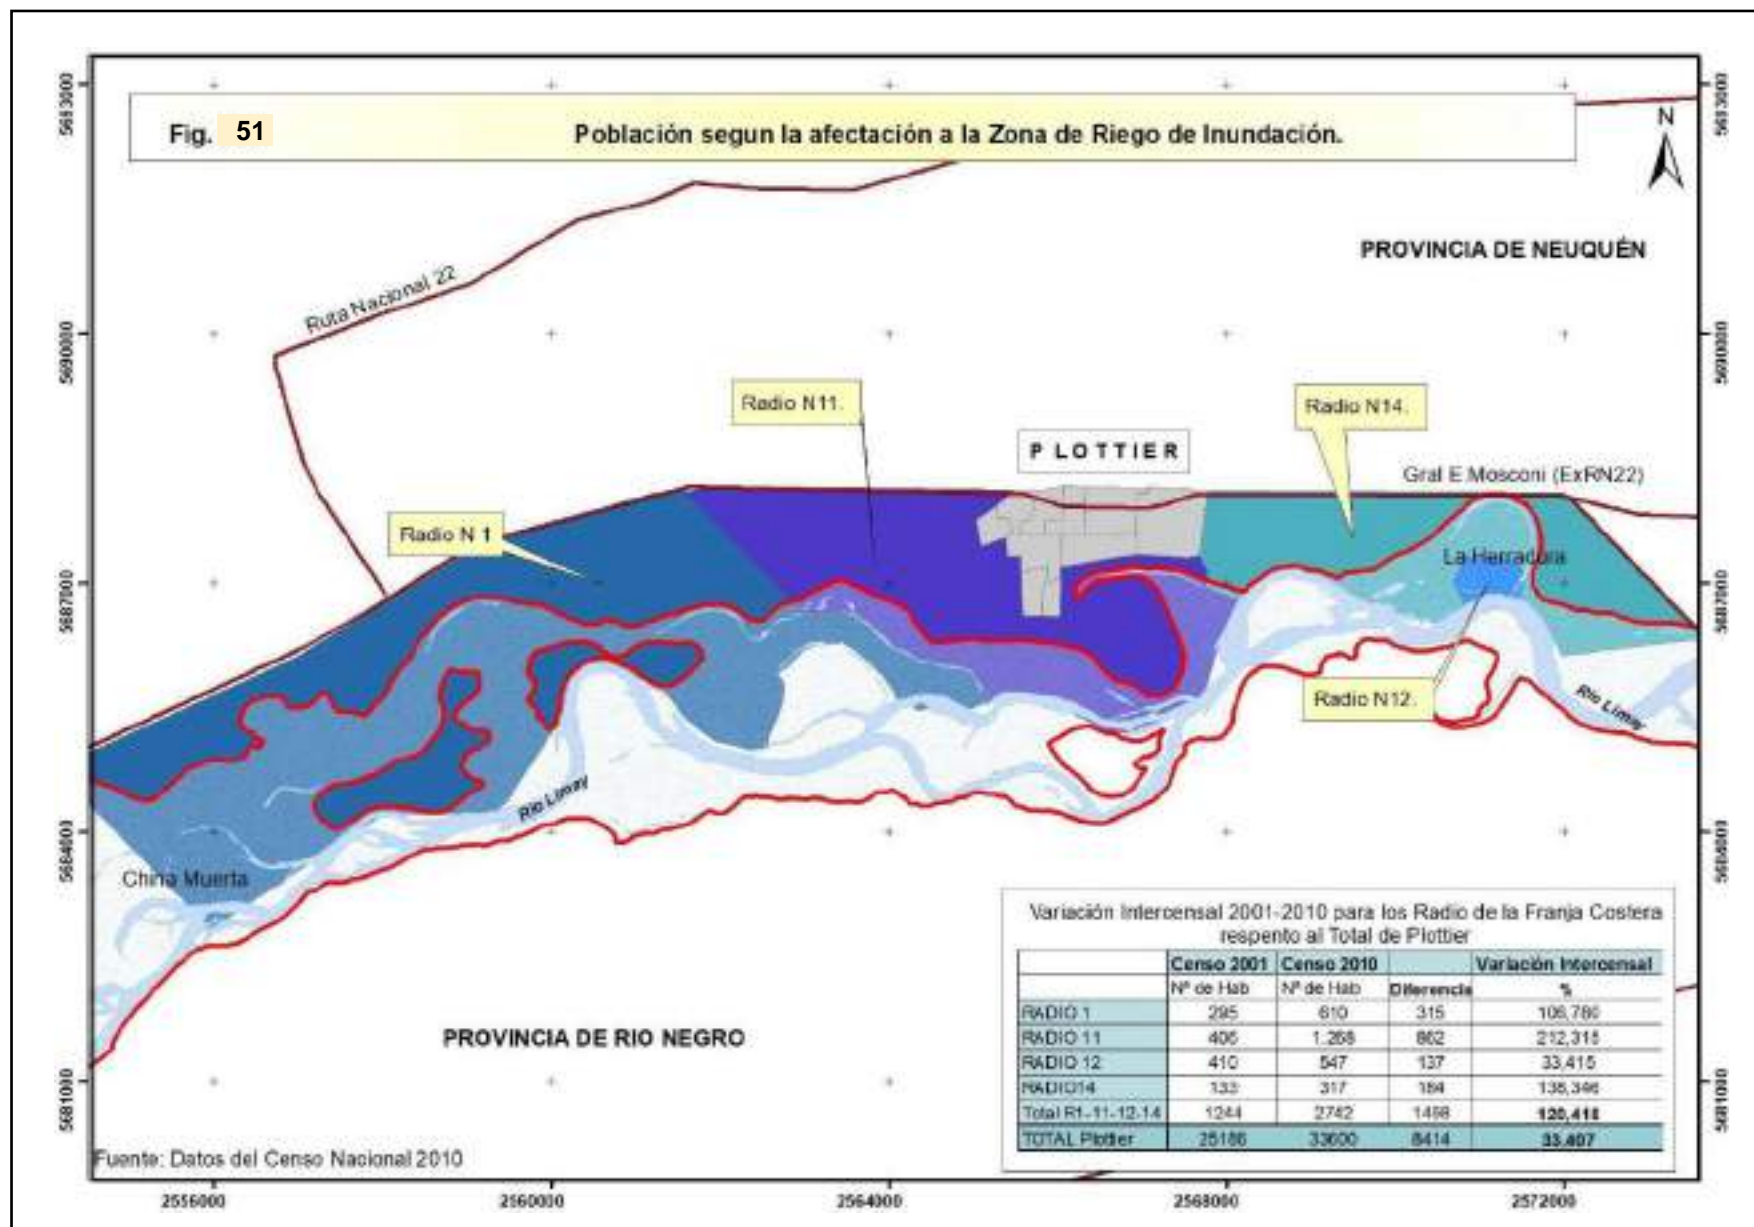 Fig. 51 Población segun la afectación a la Zona de Riego de Inundación.
N
PROVINCIA DE NEUQUÉN
Ruta Nacional 22
Radio N11.
Radio N14.
PLOTTIER
Gral E.Mosconi (ExRN22)
Radio N 1
La Herradura
Radio N12.
Rio Limay
Rio Limay
China Muerta
PROVINCIA DE RIO NEGRO
Variación Intercensal 2001-2010 para los Radio de la Franja Costera
respento al Total de Plottier
Censo 2001 Censo 2010 Variación Intercensal
Nº de Hab Nº de Hab Diferencia %
RADIO 1 295 610 315 106,780
RADIO 11 406 1.268 862 212,315
RADIO 12 410 547 137 33,415
RADIO14 133 317 184 138,346
Total R1-11-12.14 1244 2742 1498 120,418
TOTAL Plottier 25186 33600 8414 33,407
Fuente: Datos del Censo Nacional 2010
5693000
5690000
5687000
5684000
5681000
5693000
5690000
5687000
5684000
5681000
2556000 2560000 2564000 2568000 2572000